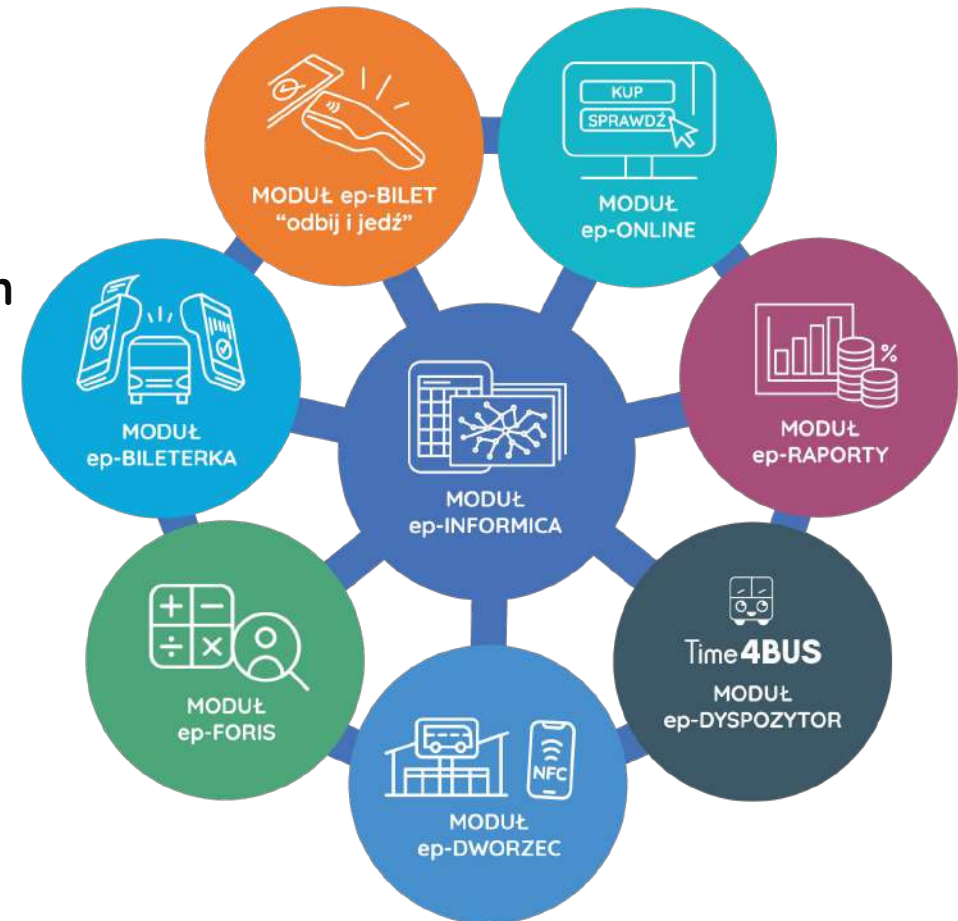 MODUŁ ep-BILET
“odbij i jedź”
KUP
SPRAWDŹ
MODUŁ
ep-ONLINE
n
MODUŁ
ep-BILETERKA
MODUŁ
ep-INFORMICA
%
MODUŁ
ep-RAPORTY
MODUŁ
ep-FORIS
NFC
MODUŁ
ep-DWORZEC
Time4BUS
MODUŁ
ep-DYSPOZYTOR